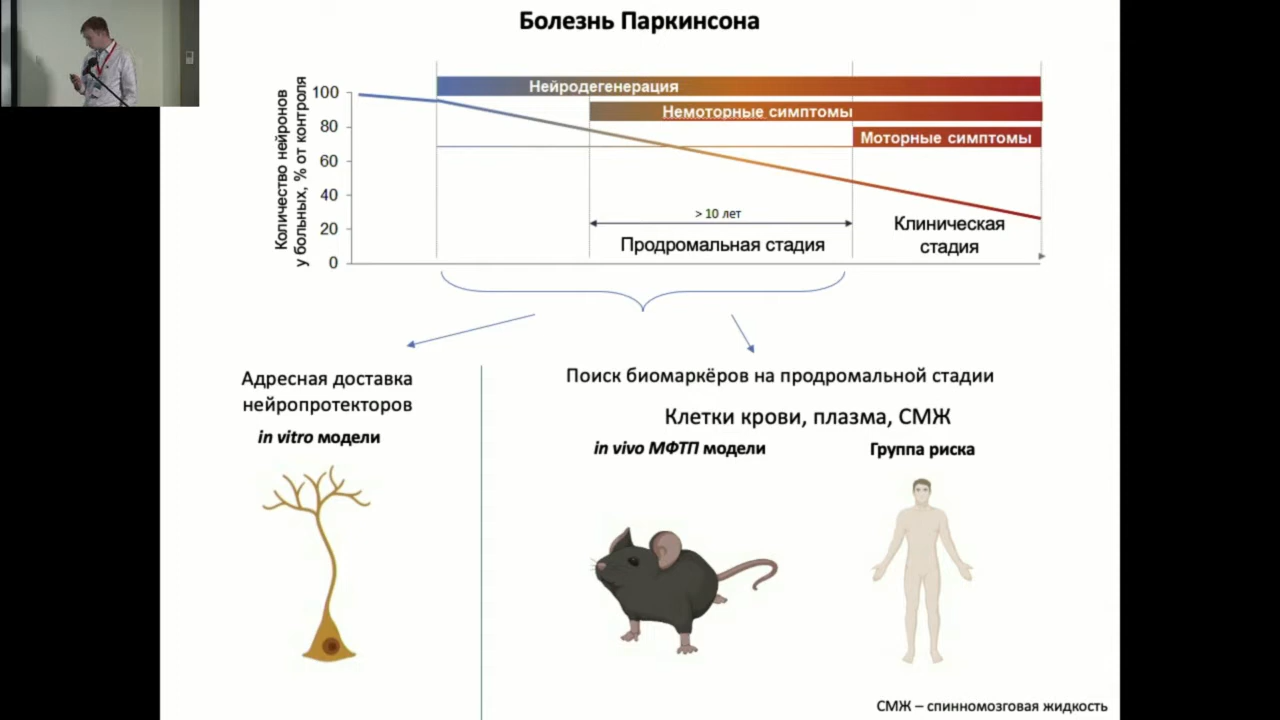 Болезнь Паркинсона
Количество нейронов
у больных, % от контроля
100
80
60
40
20
0
Нейродегенерация
Немоторные симптомы
Моторные симптомы
> 10 лет
Продромальная стадия
Клиническая
стадия
Адресная доставка
нейропротекторов
in vitro модели
Поиск биомаркёров на продромальной стадии
Клетки крови, плазма, СМЖ
in vivo МФТП модели
Группа риска
СМЖ – спинномозговая жидкость